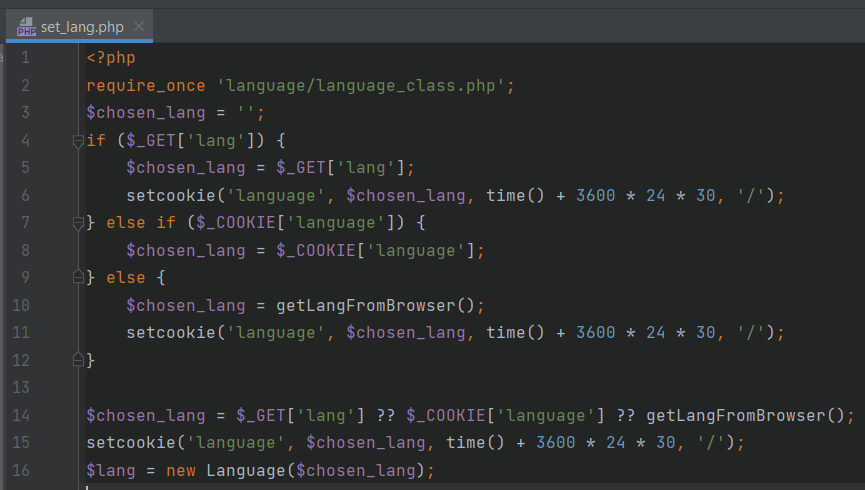 set_lang.php
1 <?php
2 require_once 'language/language_class.php';
3 $chosen_lang = '';
4 if ($_GET['lang']) {
5 $chosen_lang = $_GET['lang'];
6 setcookie('language', $chosen_lang, time() + 3600 * 24 * 30, '/');
7 } else if ($_COOKIE['language']) {
8 $chosen_lang = $_COOKIE['language'];
9 } else {
10 $chosen_lang = getLangFromBrowser();
11 setcookie('language', $chosen_lang, time() + 3600 * 24 * 30, '/');
12 }
13
14 $chosen_lang = $_GET['lang'] ?? $_COOKIE['language'] ?? getLangFromBrowser();
15 setcookie('language', $chosen_lang, time() + 3600 * 24 * 30, '/');
16 $lang = new Language($chosen_lang);